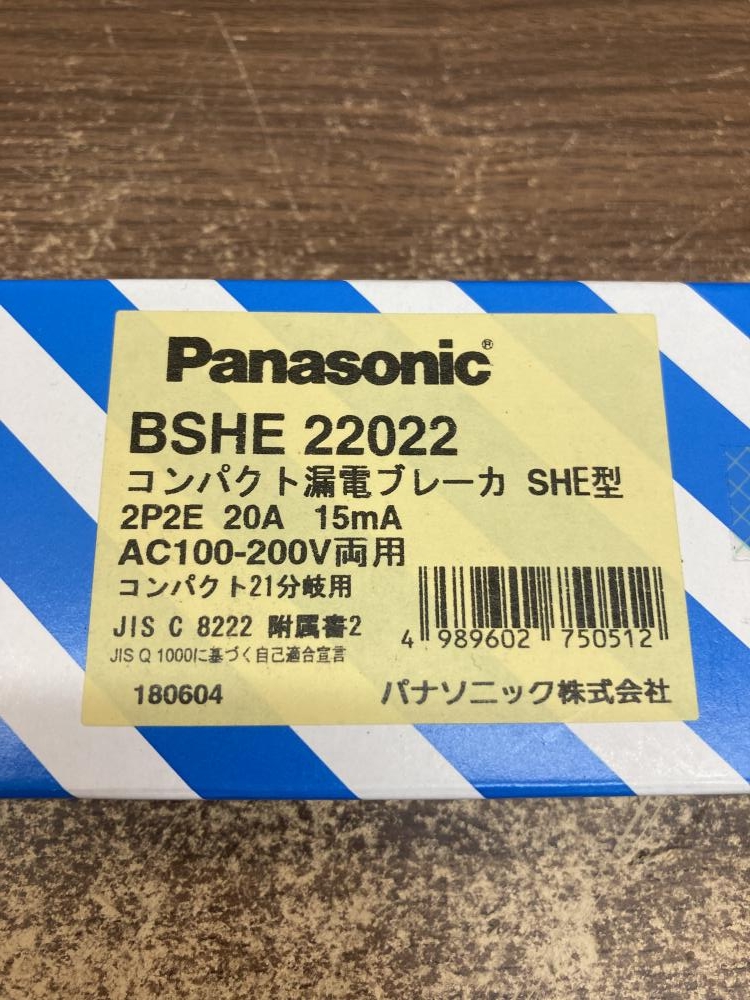 Panasonic®
BSHE 22022
コンパクト漏電ブレーカ SHE型
2P2E 20A 15mA
AC100-200V両用
コンパクト21分岐用
JIS C 8222 附属書2
JIS Q 1000に基づく自己適合宣言
4 989602 750512
180604 パナソニック株式会社